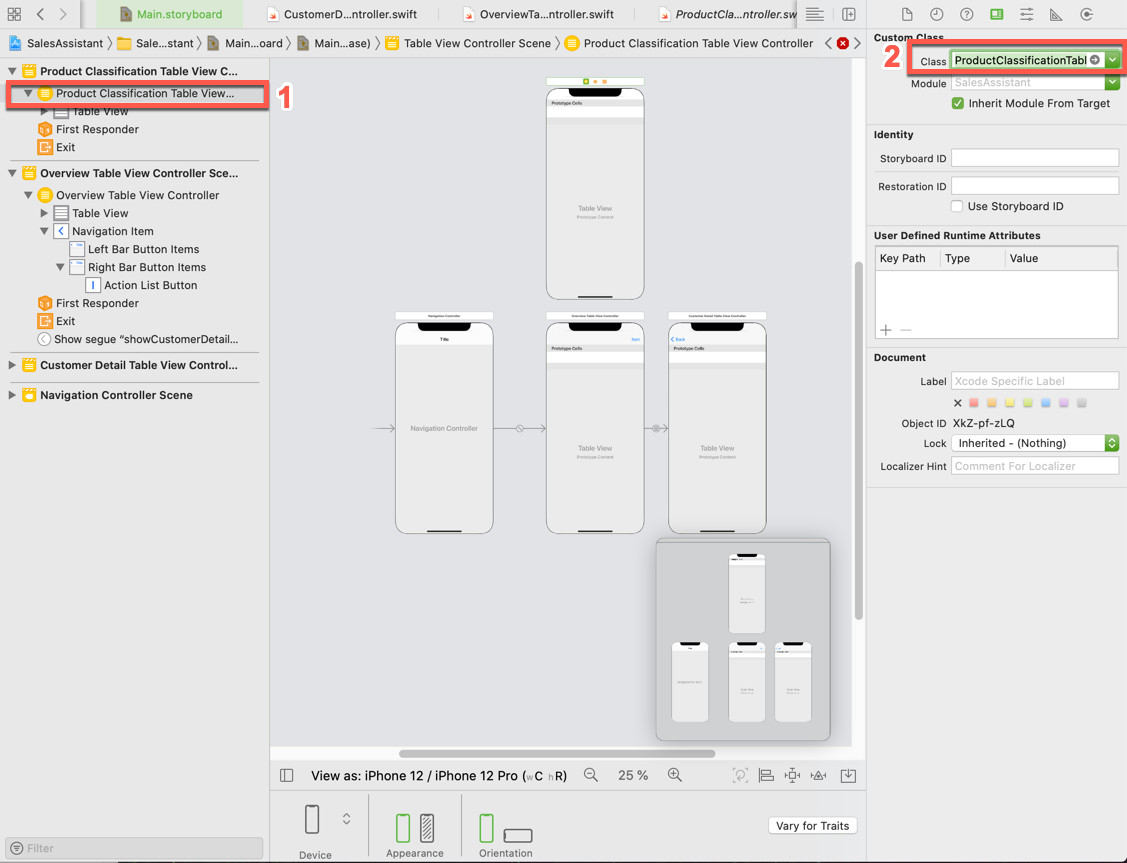 Main.storyboard
CustomerD...ntroller.swift
OverviewTa...ntroller.swift
ProductCla...ntroller.sw
SalesAssistant
Sale...stant
Main....oard
Main....ase)
Table View Controller Scene
Product Classification Table View Controller
Product Classification Table View C...
Product Classification Table View...
1
Table View
First Responder
Exit
Overview Table View Controller Sce...
Overview Table View Controller
Table View
Navigation Item
Left Bar Button Items
Right Bar Button Items
Action List Button
First Responder
Exit
Show segue “showCustomerDetail...
Customer Detail Table View Control...
Navigation Controller Scene
Filter
Prototype Cells
Table View
Prototype Content
Navigation Controller
Title
Navigation Controller
Overview Table View Controller
Item
Prototype Cells
Table View
Prototype Content
Customer Detail Table View Controller
Back
Prototype Cells
Table View
Prototype Content
View as: iPhone 12 / iPhone 12 Pro (wC hR)
25 %
Device
Appearance
Orientation
Vary for Traits
Custom Class
2
Class ProductClassificationTabl
Module SalesAssistant
Inherit Module From Target
Identity
Storyboard ID
Restoration ID
Use Storyboard ID
User Defined Runtime Attributes
Key Path Type Value
Document
Label Xcode Specific Label
Object ID XkZ-pf-zLQ
Lock Inherited - (Nothing)
Localizer Hint Comment For Localizer